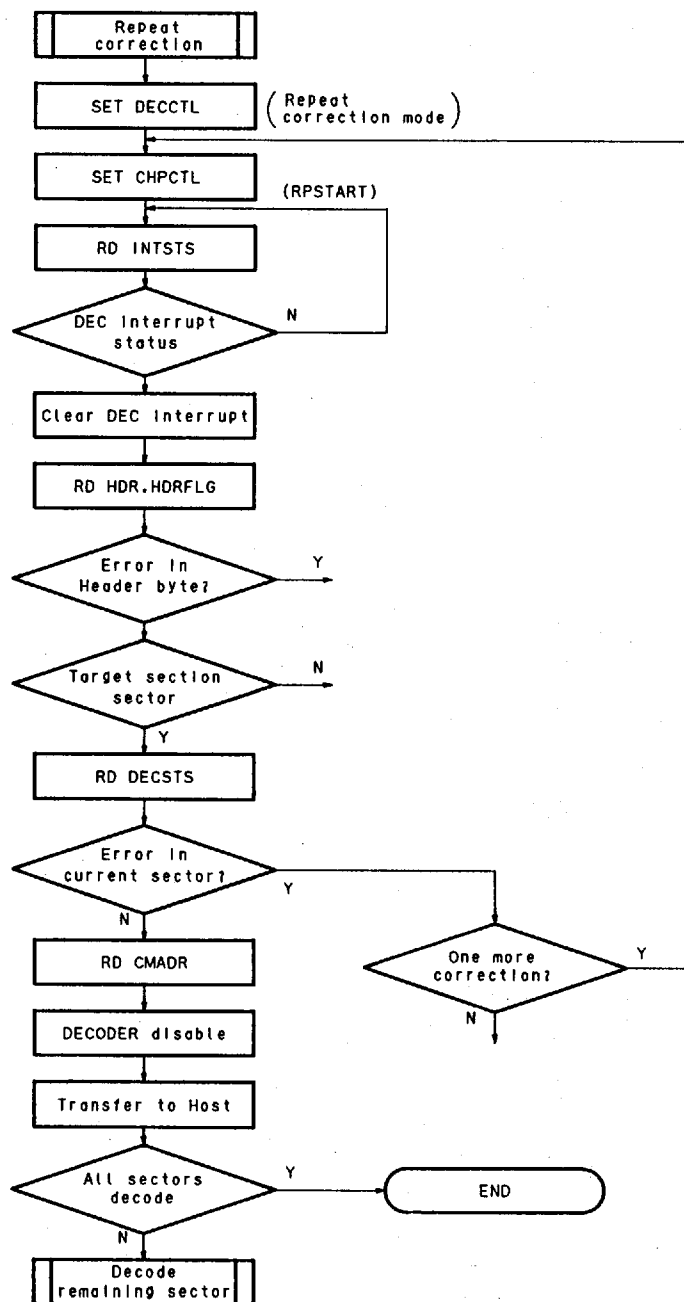 Repeat
correction
SET DECCTL
(Repeat
correction mode)
SET CHPCTL
(RPSTART)
RD INTSTS
DEC Interrupt
status
N
Clear DEC Interrupt
RD HDR.HDRFLG
Error In
Header byte?
Y
Target section
sector
N
Y
RD DECSTS
Error In
current sector?
Y
N
RD CMADR
One more
correction?
Y
N
DECODER disable
Transfer to Host
All sectors
decode
Y
END
N
Decode
remaining sector